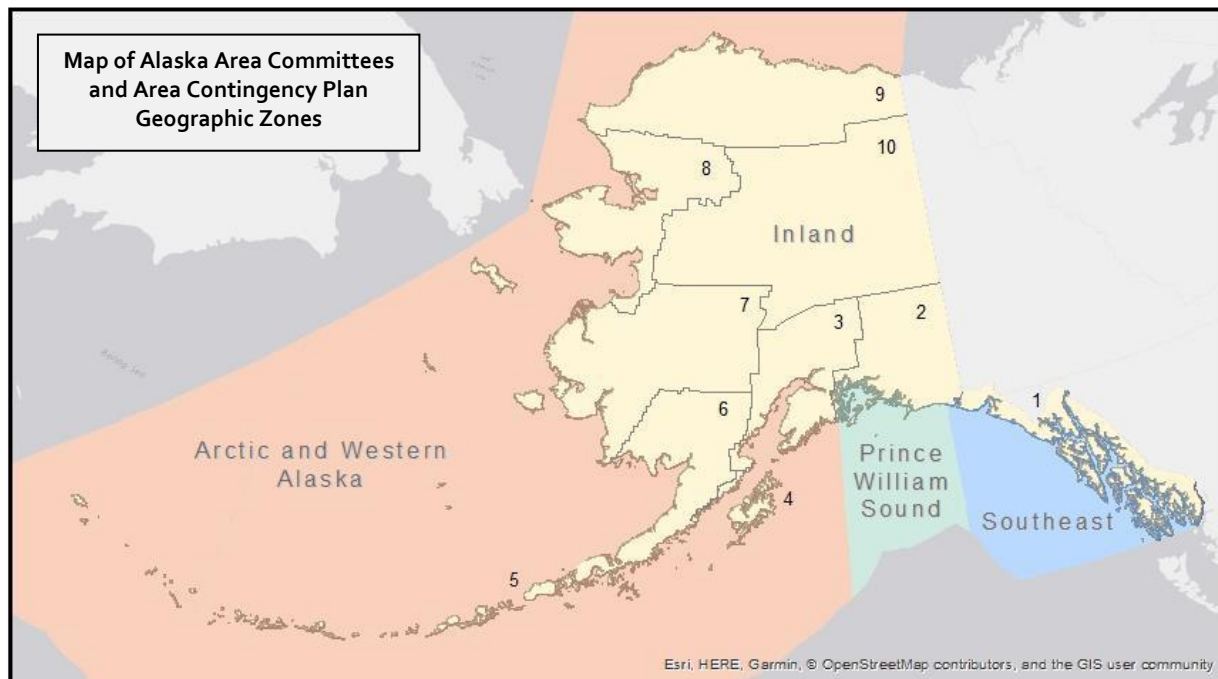 Map of Alaska Area Committees
and Area Contingency Plan
Geographic Zones
9
10
8
Inland
7
3
2
6
1
Arctic and Western
Alaska
Prince
William
Sound
4
Southeast
5
Bering Sea
Esri, HERE, Garmin, © OpenStreetMap contributors, and the GIS user community